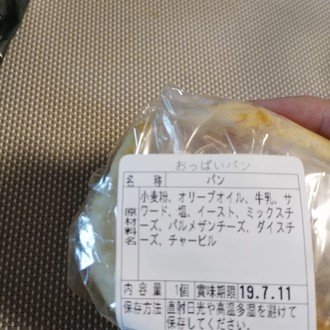 おっぱいパン
名 称 パン
原材料名 小麦粉、オリーブオイル、牛乳、サ
ワード、塩、イースト、ミックスチ
ーズ、パルメザンチーズ、ダイスチ
ーズ、チャービル
内 容 量 1個 賞味期限 19.7.11
保存方法 直射日光や高温多湿を避けて
保存してください。